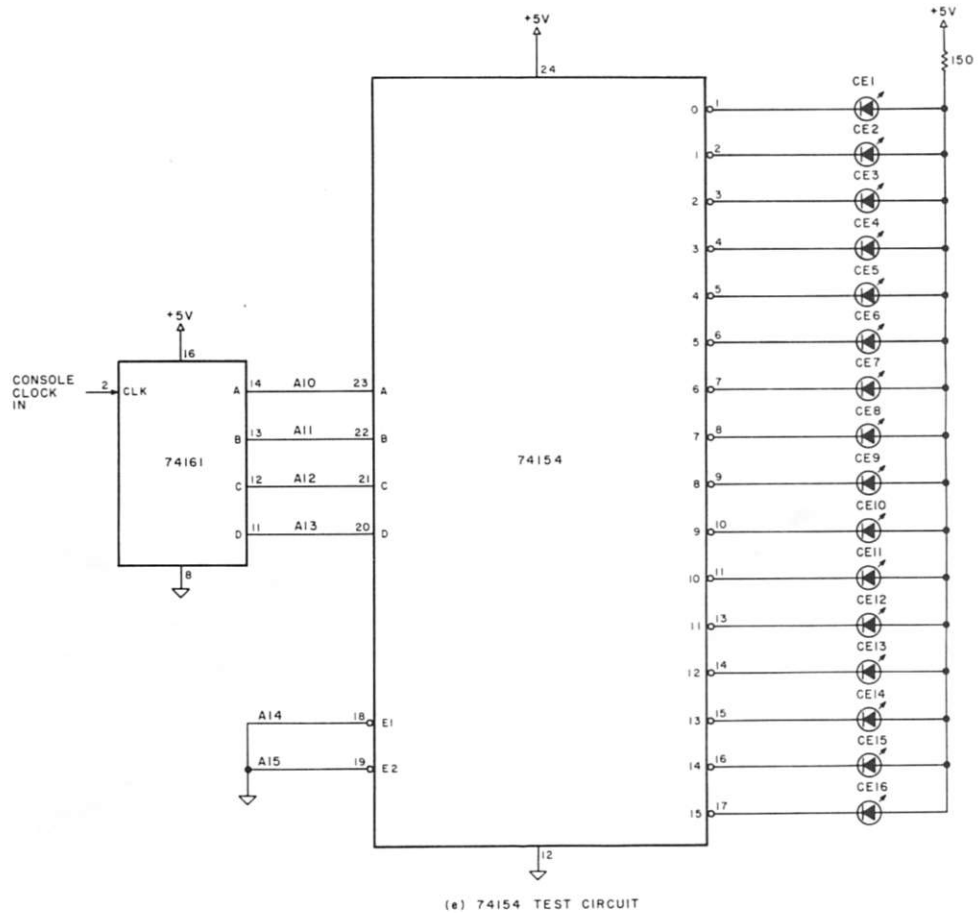 +5V
+5V
24
150
CE1
0 1
CE2
1 2
CE3
2 3
CE4
3 4
CE5
4 5
CE6
5 6
CE7
6 7
CE8
7 8
CE9
8 9
CE10
9 10
CE11
10 11
CE12
11 13
CE13
12 14
CE14
13 15
CE15
14 16
CE16
15 17
+5V
16
CONSOLE
CLOCK
IN
2 CLK
A 14 A10 23 A
B 13 A11 22 B
74161
74154
C 12 A12 21 C
D 11 A13 20 D
8
A14 18 E1
A15 19 E2
12
(e) 74154 TEST CIRCUIT